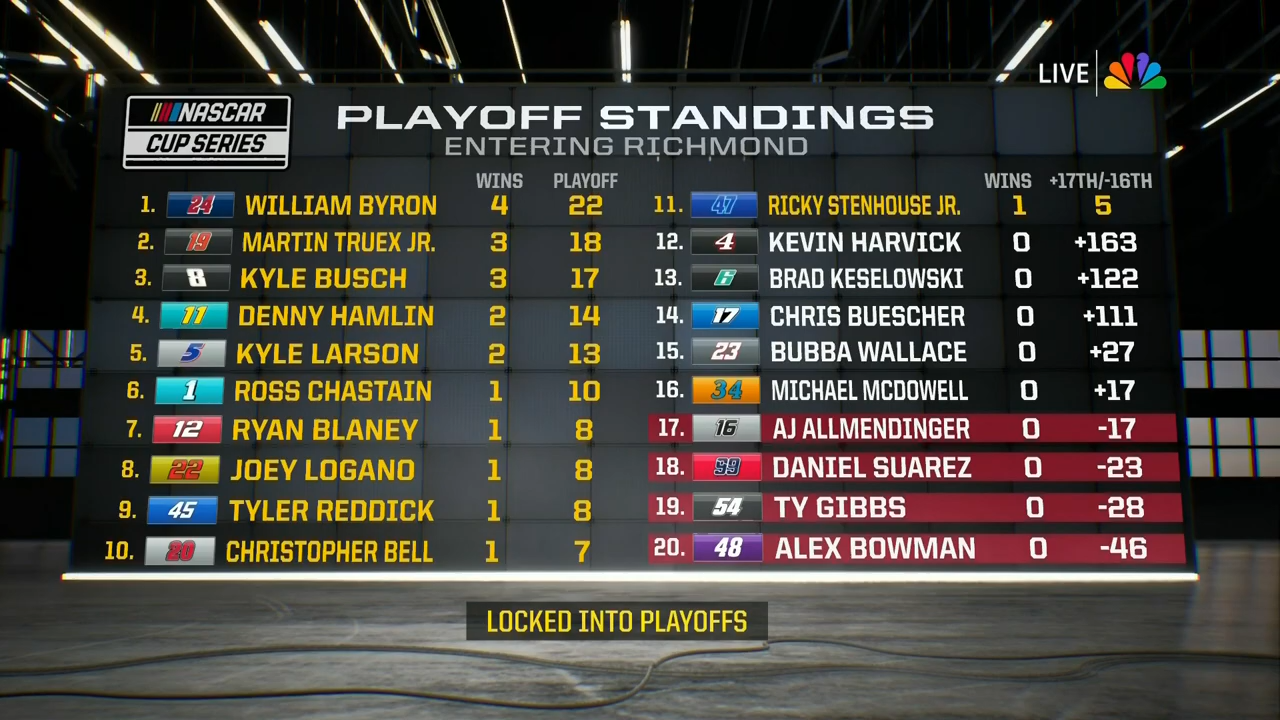 LIVE
NASCAR
CUP SERIES
PLAYOFF STANDINGS
ENTERING RICHMOND
WINS PLAYOFF
1. 24 WILLIAM BYRON 4 22
2. 19 MARTIN TRUEX JR. 3 18
3. 8 KYLE BUSCH 3 17
4. 11 DENNY HAMLIN 2 14
5. 5 KYLE LARSON 2 13
6. 1 ROSS CHASTAIN 1 10
7. 12 RYAN BLANEY 1 8
8. 22 JOEY LOGANO 1 8
9. 45 TYLER REDDICK 1 8
10. 20 CHRISTOPHER BELL 1 7
WINS +17TH/-16TH
11. 47 RICKY STENHOUSE JR. 1 5
12. 4 KEVIN HARVICK 0 +163
13. 6 BRAD KESELOWSKI 0 +122
14. 17 CHRIS BUESCHER 0 +111
15. 23 BUBBA WALLACE 0 +27
16. 34 MICHAEL MCDOWELL 0 +17
17. 16 AJ ALLMENDINGER 0 -17
18. 99 DANIEL SUAREZ 0 -23
19. 54 TY GIBBS 0 -28
20. 48 ALEX BOWMAN 0 -46
LOCKED INTO PLAYOFFS